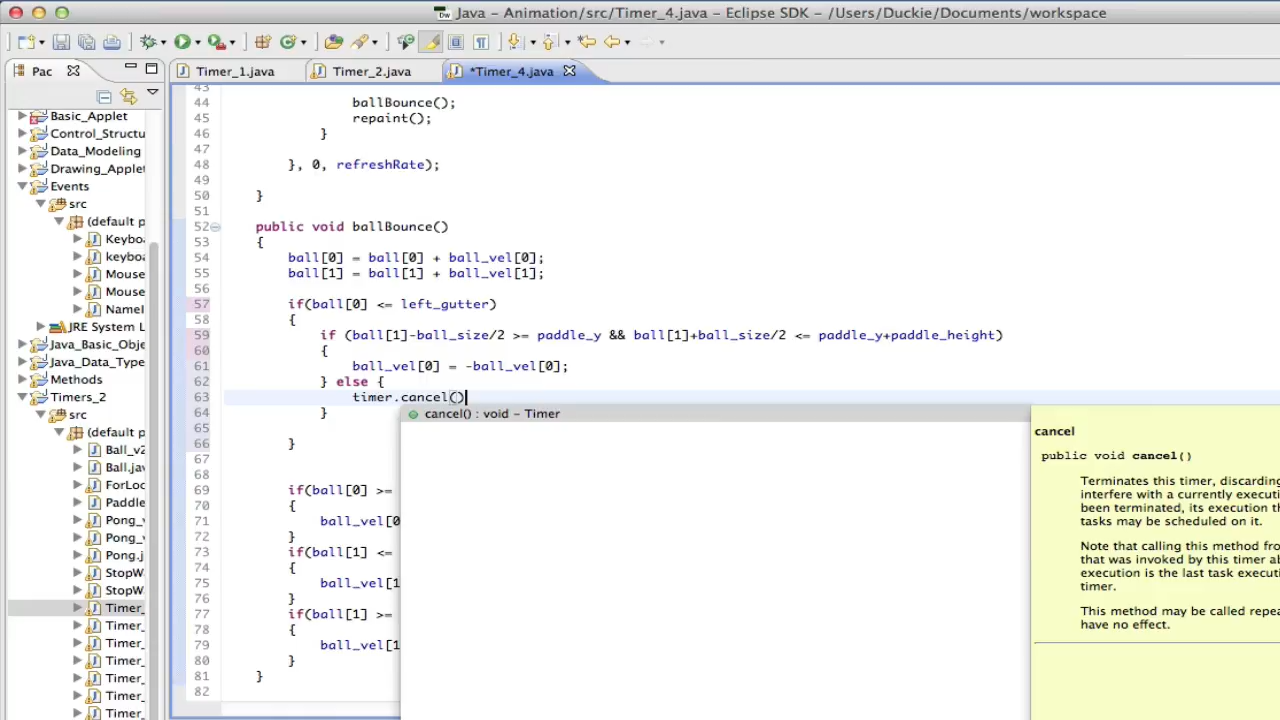 Java – Animation/src/Timer_4.java – Eclipse SDK – /Users/Duckie/Documents/workspace
Pac
Timer_1.java
Timer_2.java
*Timer_4.java
Basic_Applet
Control_Structu
Data_Modeling
Drawing_Applet
Events
src
(default p
Keyboa
keyboa
Mouse
Mouse
NameI
JRE System L
Java_Basic_Obje
Java_Data_Type
Methods
Timers_2
src
(default p
Ball_v2
Ball.jav
ForLoo
Paddle
Pong_v
Pong_v
Pong.j
StopWa
StopWa
Timer_
Timer_
Timer_
Timer_
Timer_
Timer_
Timer_
43
44 ballBounce();
45 repaint();
46 }
47
48 }, 0, refreshRate);
49
50 }
51
52 public void ballBounce()
53 {
54 ball[0] = ball[0] + ball_vel[0];
55 ball[1] = ball[1] + ball_vel[1];
56
57 if(ball[0] <= left_gutter)
58 {
59 if (ball[1]-ball_size/2 >= paddle_y && ball[1]+ball_size/2 <= paddle_y+paddle_height)
60 {
61 ball_vel[0] = -ball_vel[0];
62 } else {
63 timer.cancel()
64 }
65
66 }
67
68
69 if(ball[0] >=
70 {
71 ball_vel[0
72 }
73 if(ball[1] <=
74 {
75 ball_vel[1
76 }
77 if(ball[1] >=
78 {
79 ball_vel[1
80 }
81 }
82
cancel() : void – Timer
cancel
public void cancel()
Terminates this timer, discarding
interfere with a currently executi
been terminated, its execution th
tasks may be scheduled on it.
Note that calling this method fro
that was invoked by this timer ab
execution is the last task execut
timer.
This method may be called repea
have no effect.